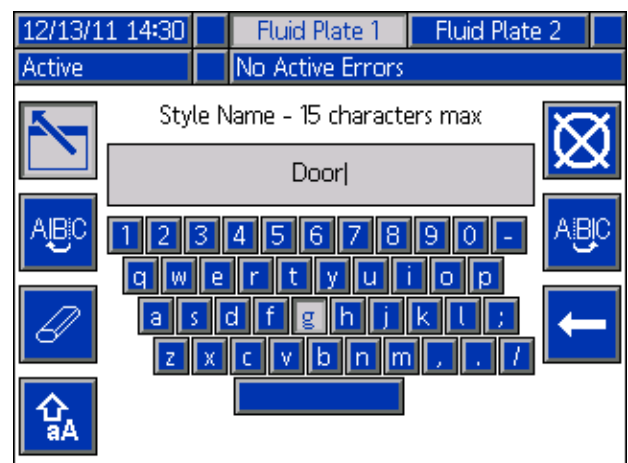 12/13/11 14:30 Fluid Plate 1 Fluid Plate 2
Active No Active Errors
Style Name - 15 characters max
Door
A|B|C 1 2 3 4 5 6 7 8 9 0 - A|B|C
q w e r t y u i o p
a s d f g h j k l ;
z x c v b n m , . /
aA